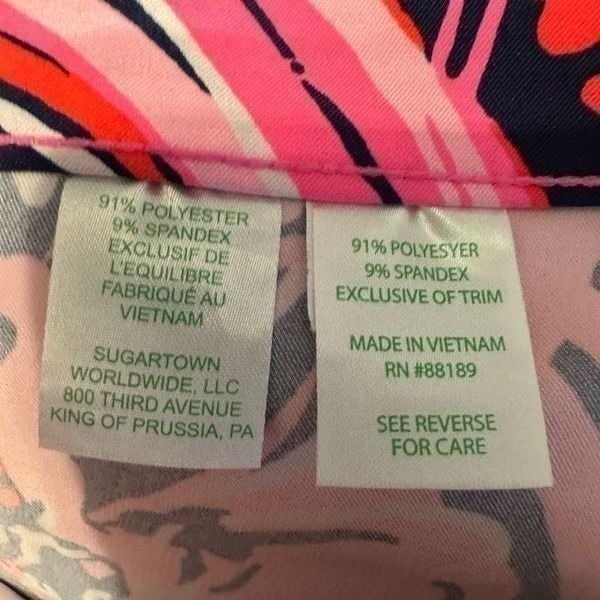 91% POLYESTER
9% SPANDEX
EXCLUSIF DE
L'EQUILIBRE
FABRIQUÉ AU
VIETNAM
SUGARTOWN
WORLDWIDE, LLC
800 THIRD AVENUE
KING OF PRUSSIA, PA
91% POLYESYER
9% SPANDEX
EXCLUSIVE OF TRIM
MADE IN VIETNAM
RN #88189
SEE REVERSE
FOR CARE